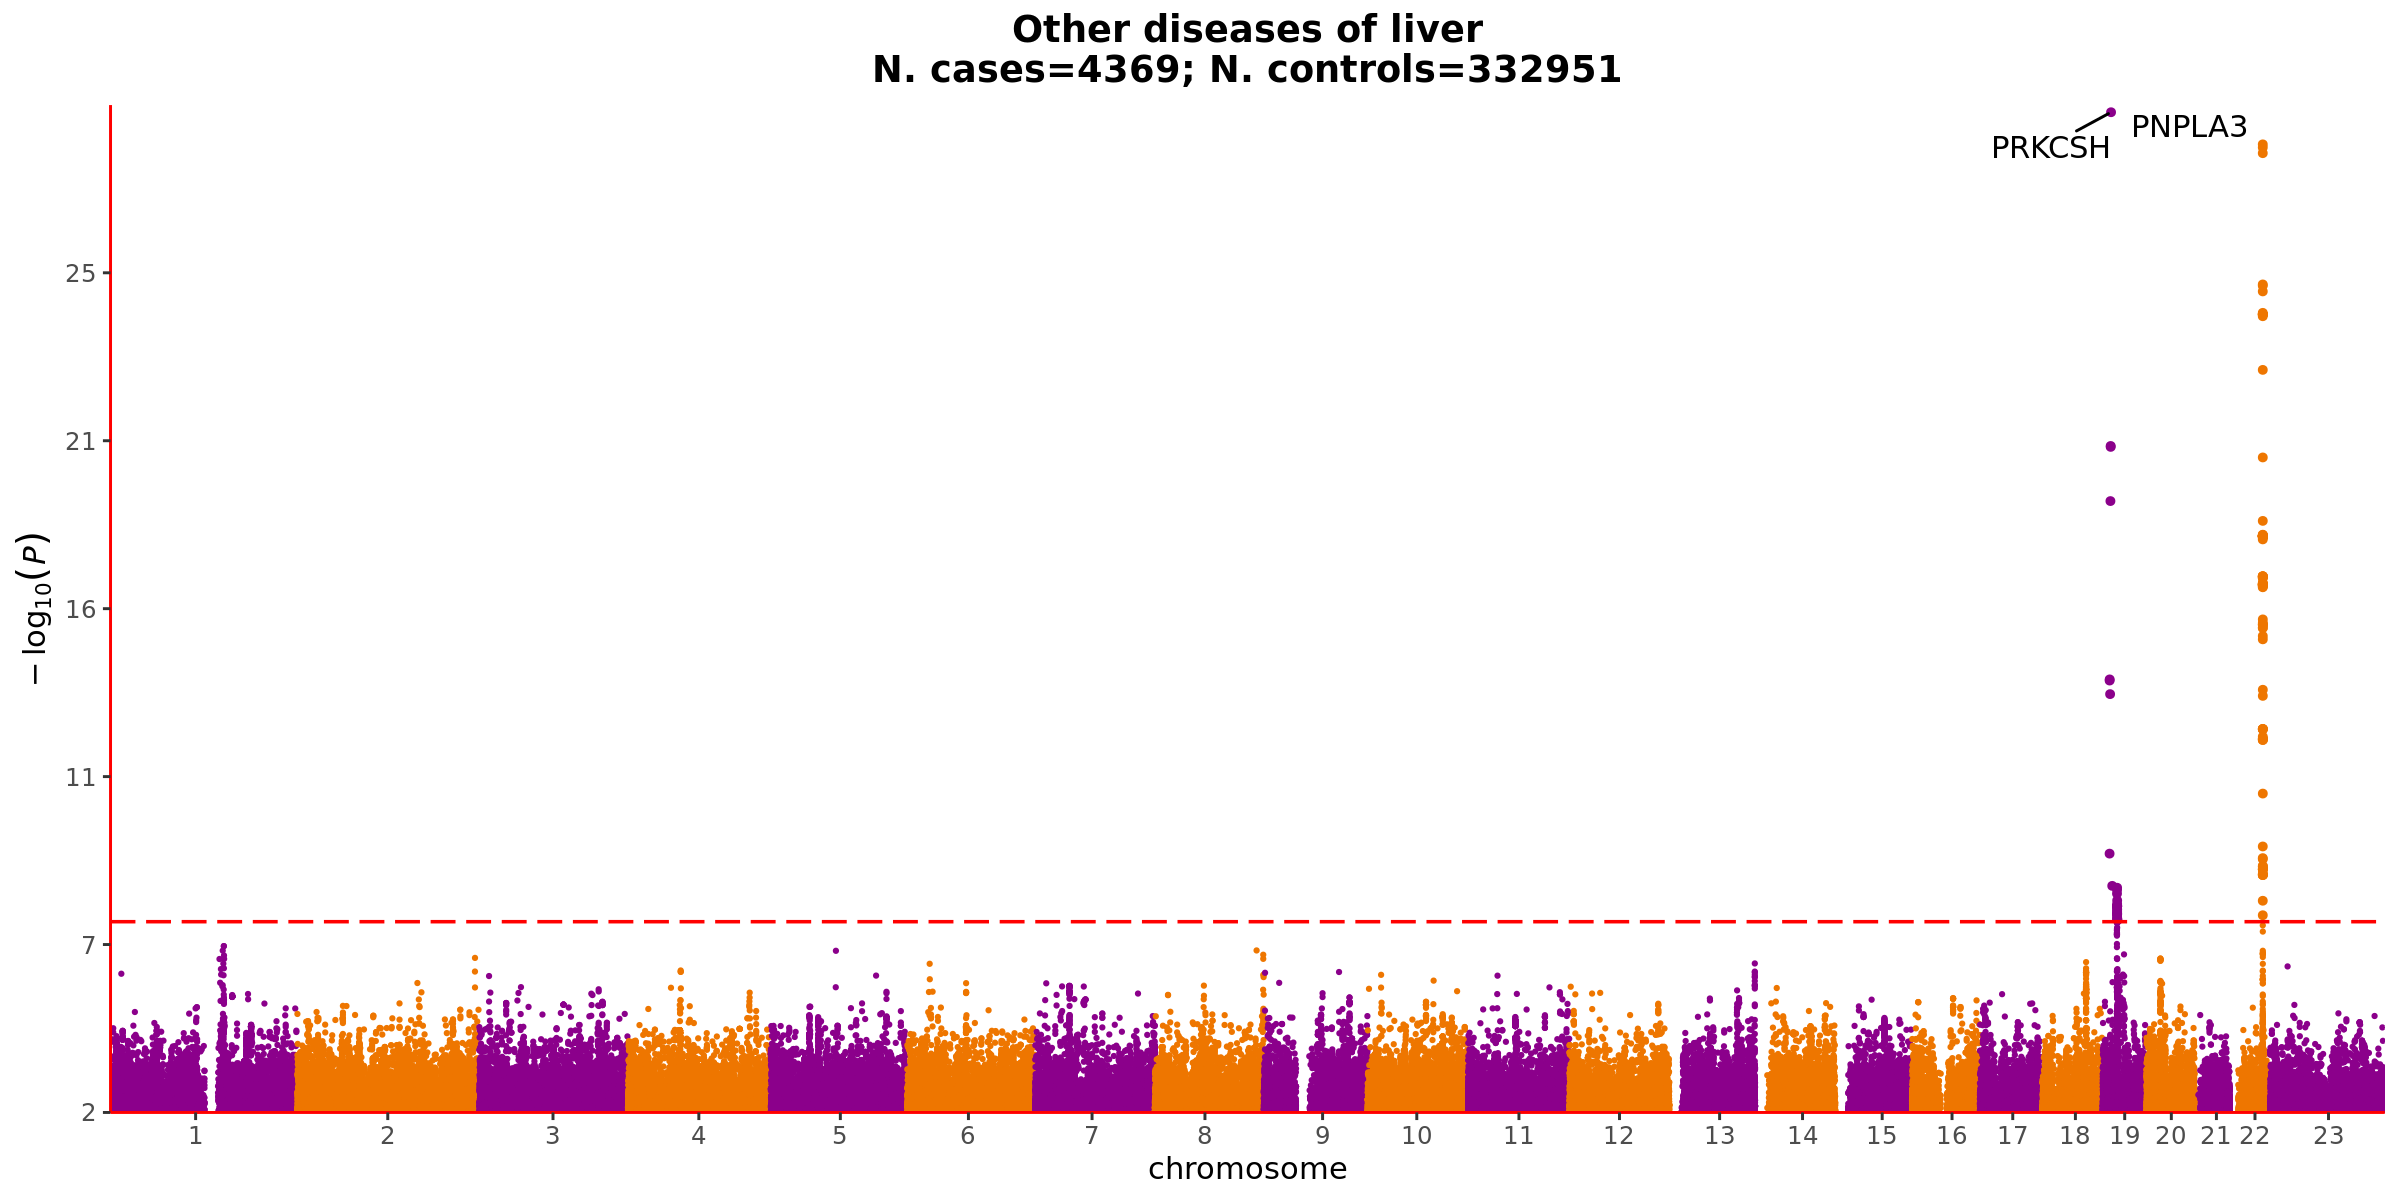 Other diseases of liver
N. cases=4369; N. controls=332951
PRKCSH
PNPLA3
25
21
16
11
7
2
−log10(P)
1 2 3 4 5 6 7 8 9 10 11 12 13 14 15 16 17 18 19 20 21 22 23
chromosome